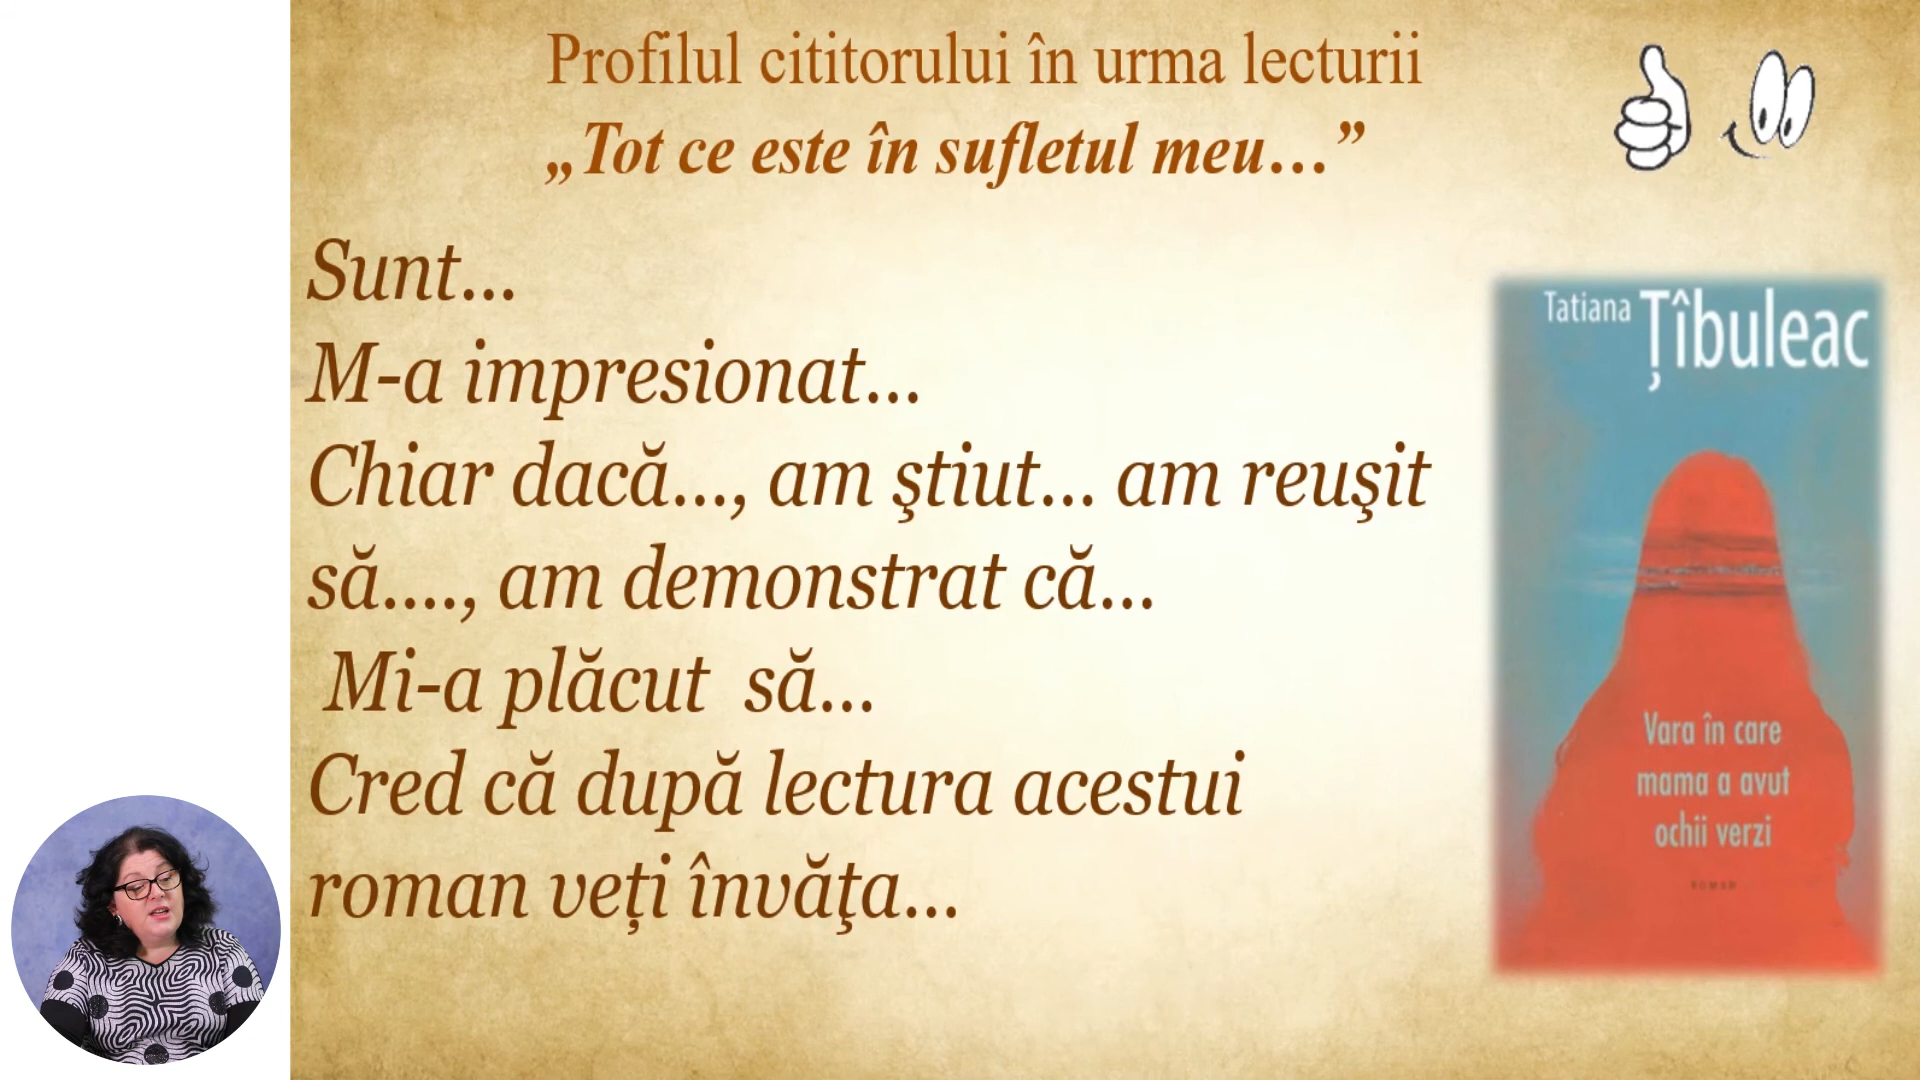 Profilul cititorului în urma lecturii
„Tot ce este în sufletul meu…”
Sunt...
M-a impresionat...
Chiar dacă..., am ştiut... am reuşit
să...., am demonstrat că...
Mi-a plăcut să...
Cred că după lectura acestui
roman veți învăţa...
Tatiana Țîbuleac
Vara în care
mama a avut
ochii verzi
ROMAN